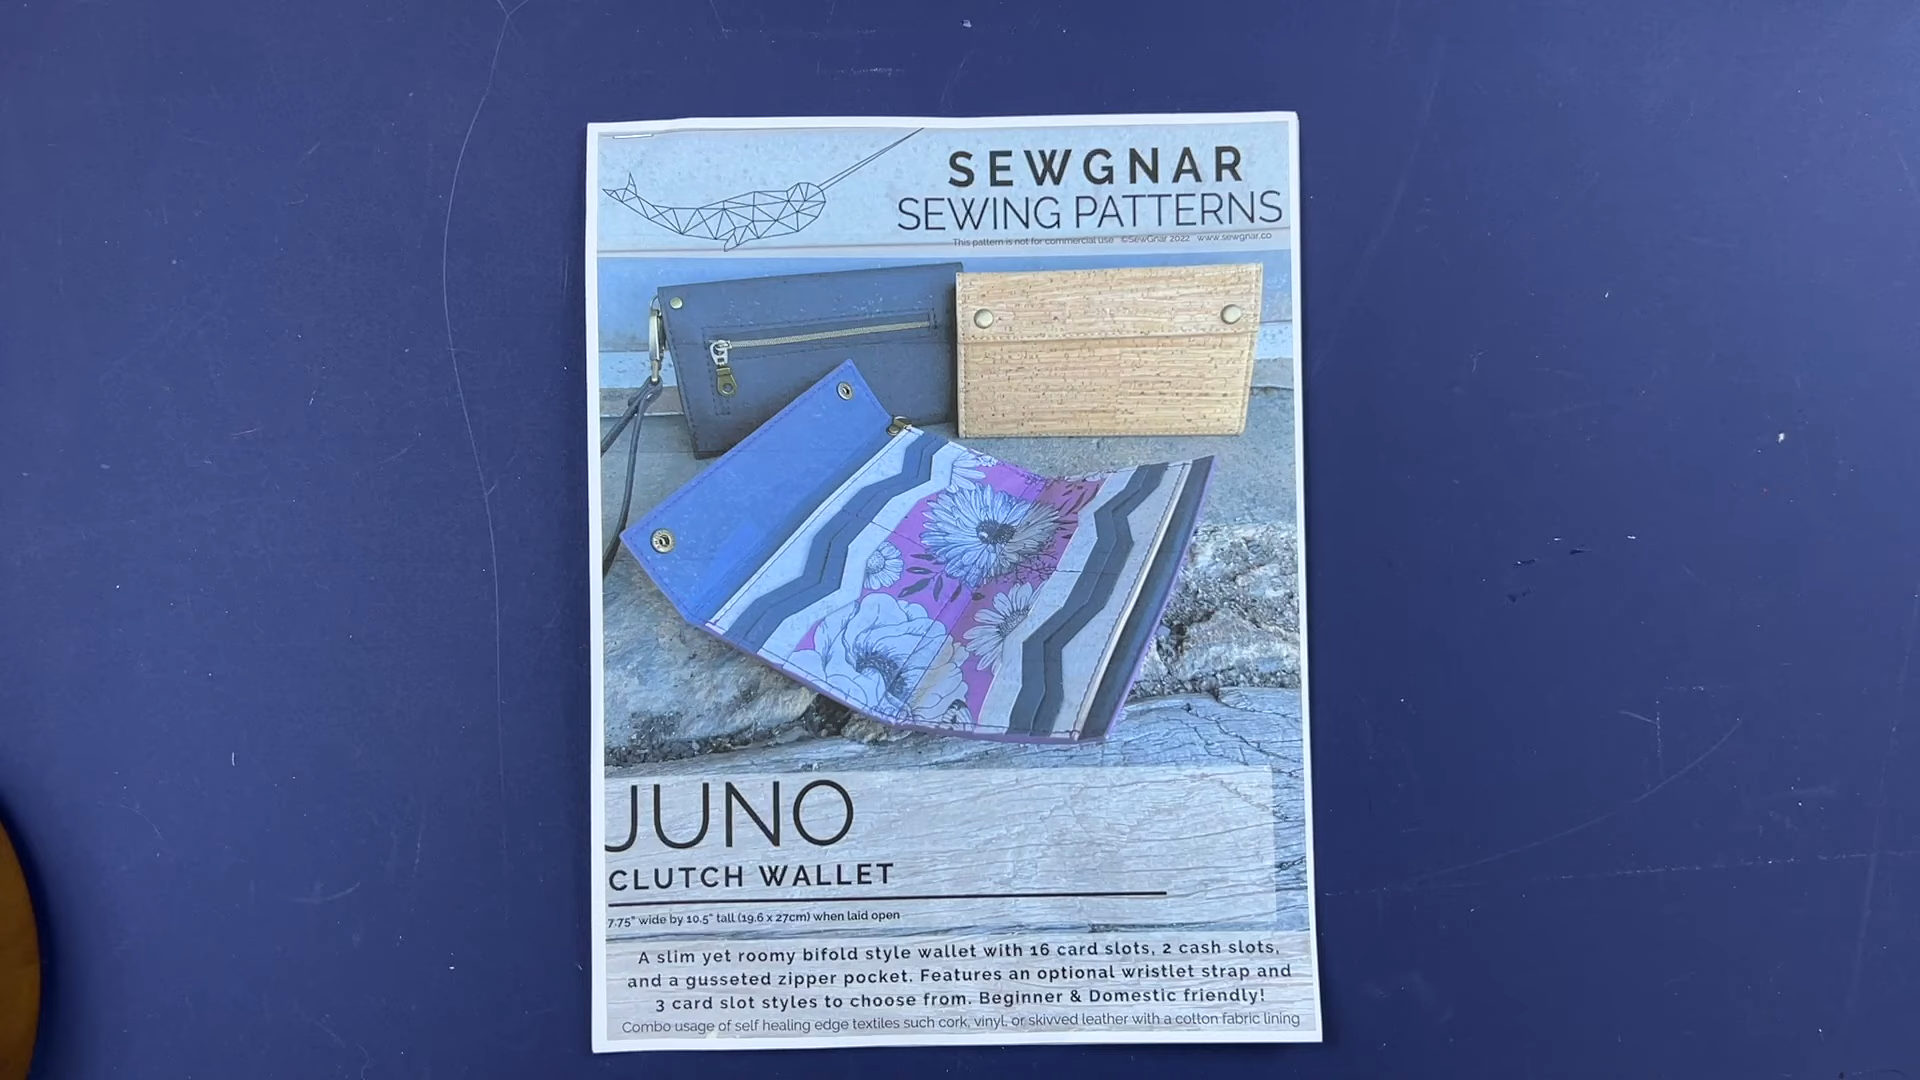 SEWGNAR
SEWING PATTERNS
This pattern is not for commercial use ©SewGnar 2022 www.sewgnar.co
JUNO
CLUTCH WALLET
7.75" wide by 10.5" tall (19.6 x 27cm) when laid open
A slim yet roomy bifold style wallet with 16 card slots, 2 cash slots,
and a gusseted zipper pocket. Features an optional wristlet strap and
3 card slot styles to choose from. Beginner & Domestic friendly!
Combo usage of self healing edge textiles such cork, vinyl, or skivved leather with a cotton fabric lining